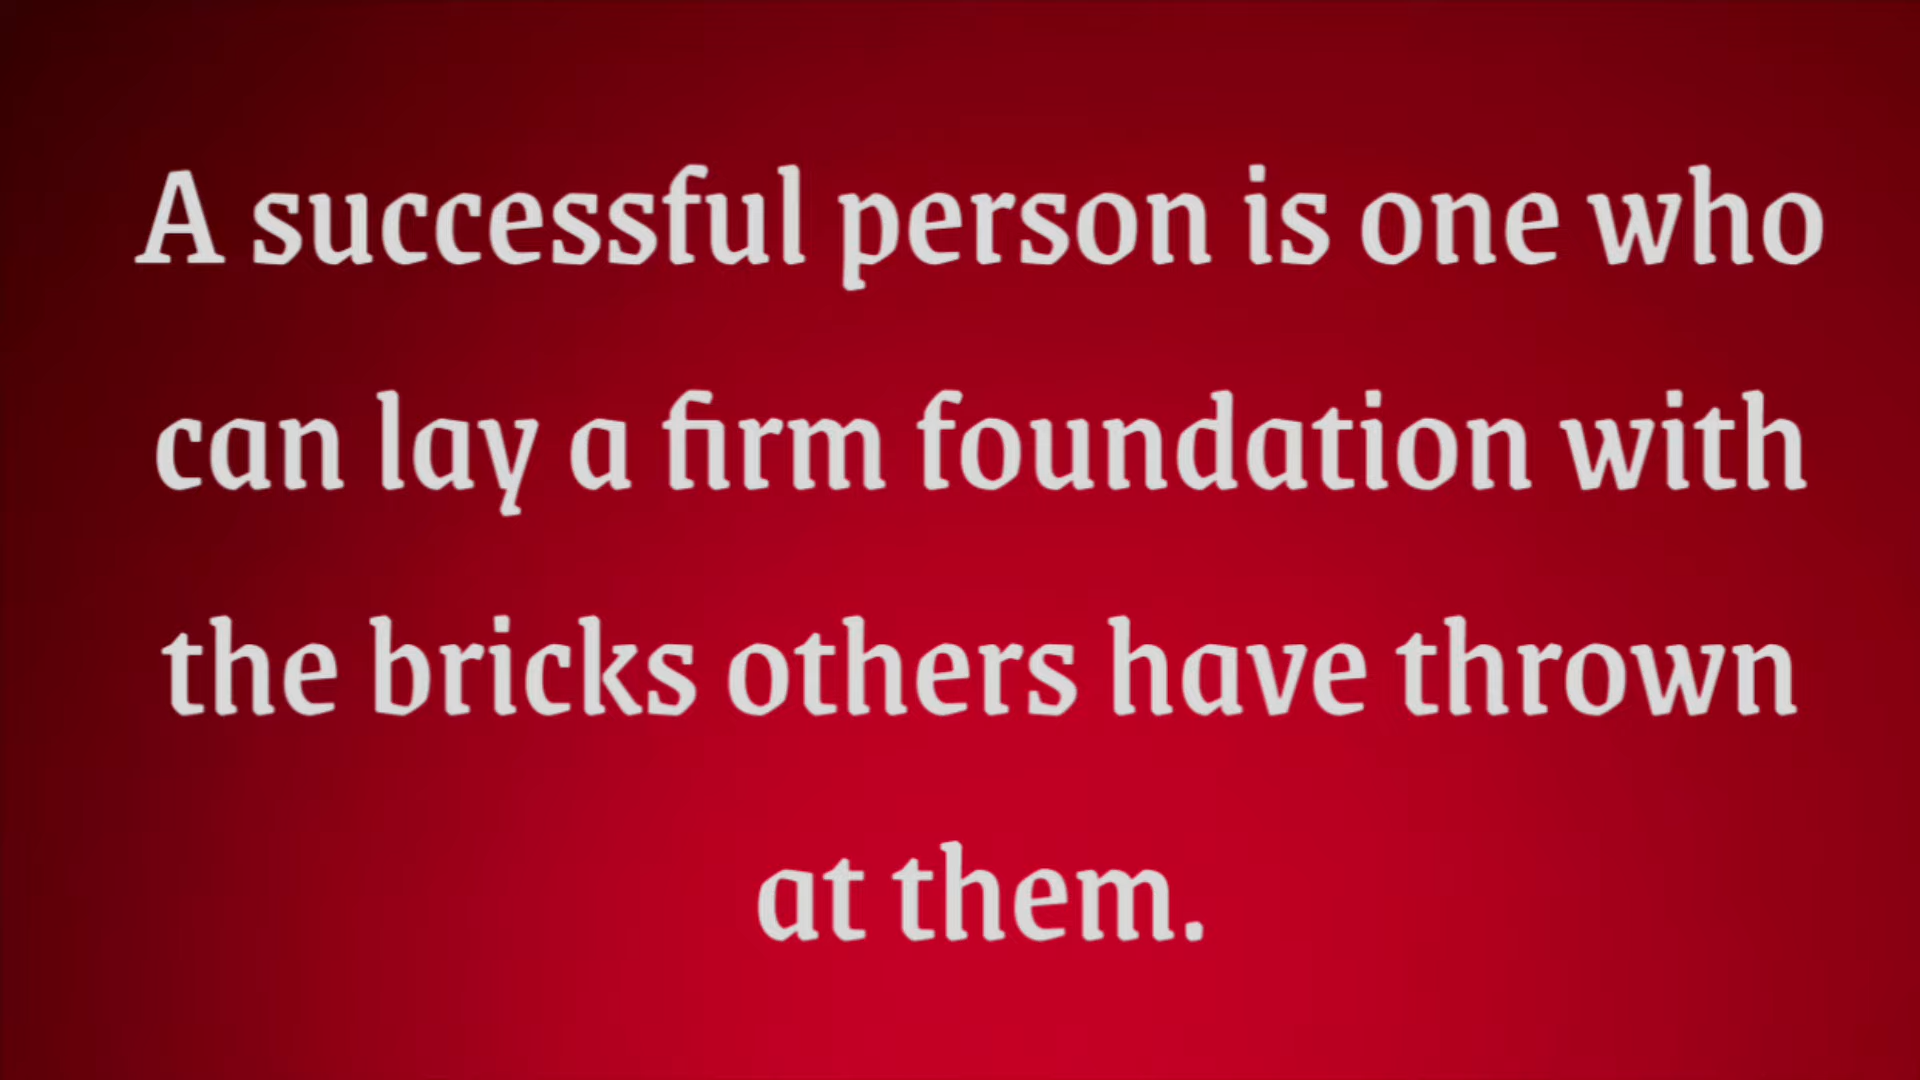 A successful person is one who
can lay a firm foundation with
the bricks others have thrown
at them.